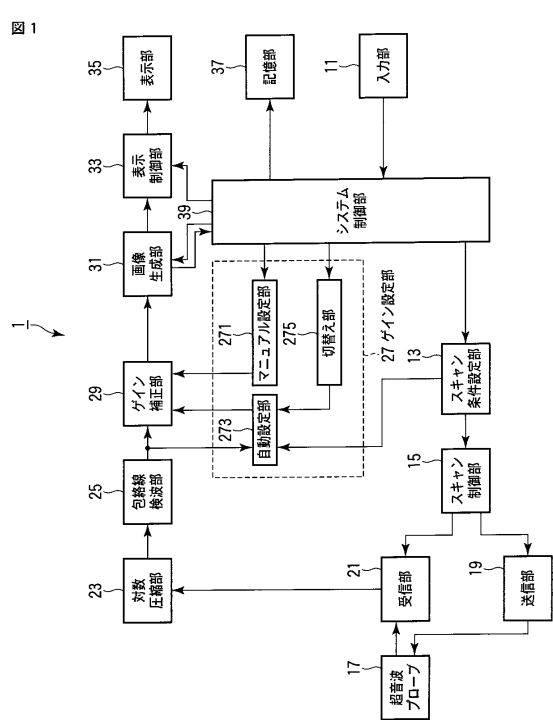 図1
1
35
表示部
33
表示
制御部
31
画像
生成部
29
ゲイン
補正部
25
包絡線
検波部
23
対数
圧縮部
37
記憶部
11
入力部
39
システム
制御部
271
マニュアル設定部
275
切替え部
273
自動設定部
27 ゲイン設定部
13
スキャン
条件設定部
15
スキャン
制御部
21
受信部
19
送信部
17
超音波
プローブ